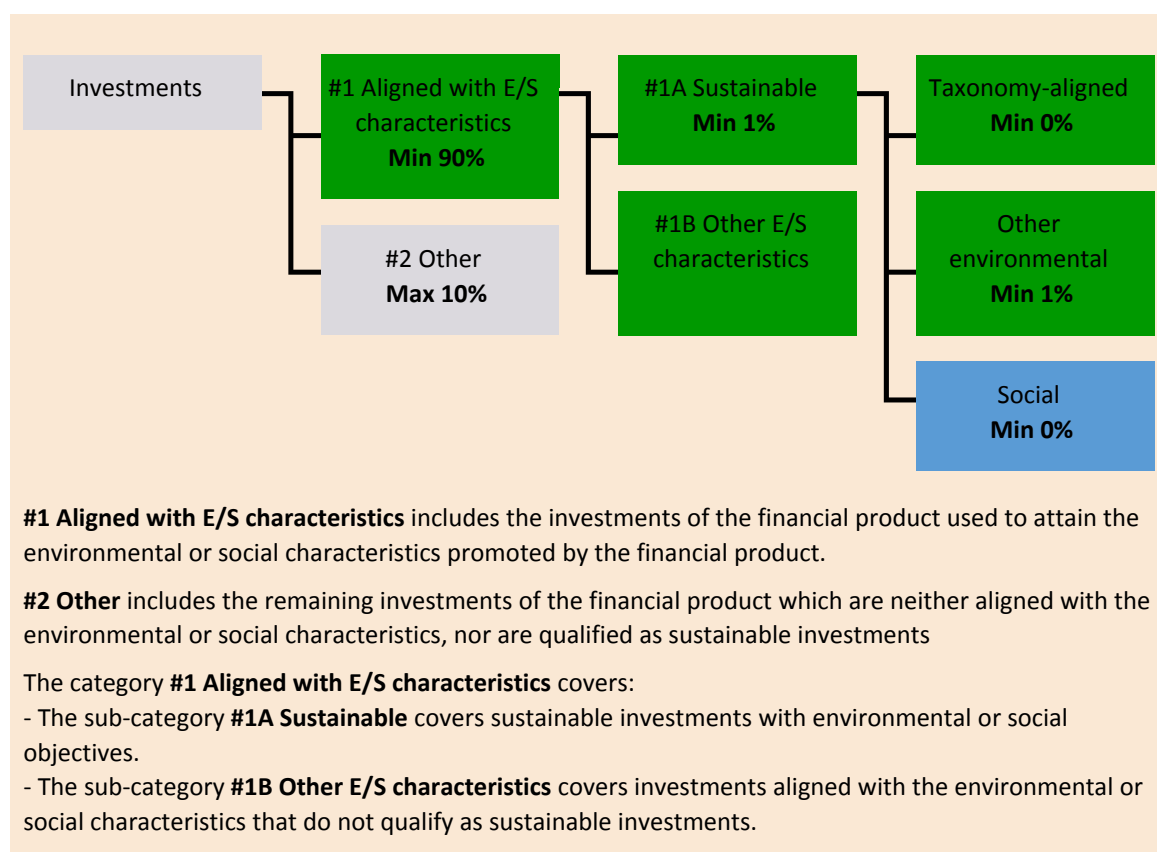 Investments
#1 Aligned with E/S
characteristics
Min 90%
#2 Other
Max 10%
#1A Sustainable
Min 1%
#1B Other E/S
characteristics
Taxonomy-aligned
Min 0%
Other
environmental
Min 1%
Social
Min 0%
#1 Aligned with E/S characteristics includes the investments of the financial product used to attain the
environmental or social characteristics promoted by the financial product.
#2 Other includes the remaining investments of the financial product which are neither aligned with the
environmental or social characteristics, nor are qualified as sustainable investments
The category #1 Aligned with E/S characteristics covers:
- The sub-category #1A Sustainable covers sustainable investments with environmental or social
objectives.
- The sub-category #1B Other E/S characteristics covers investments aligned with the environmental or
social characteristics that do not qualify as sustainable investments.